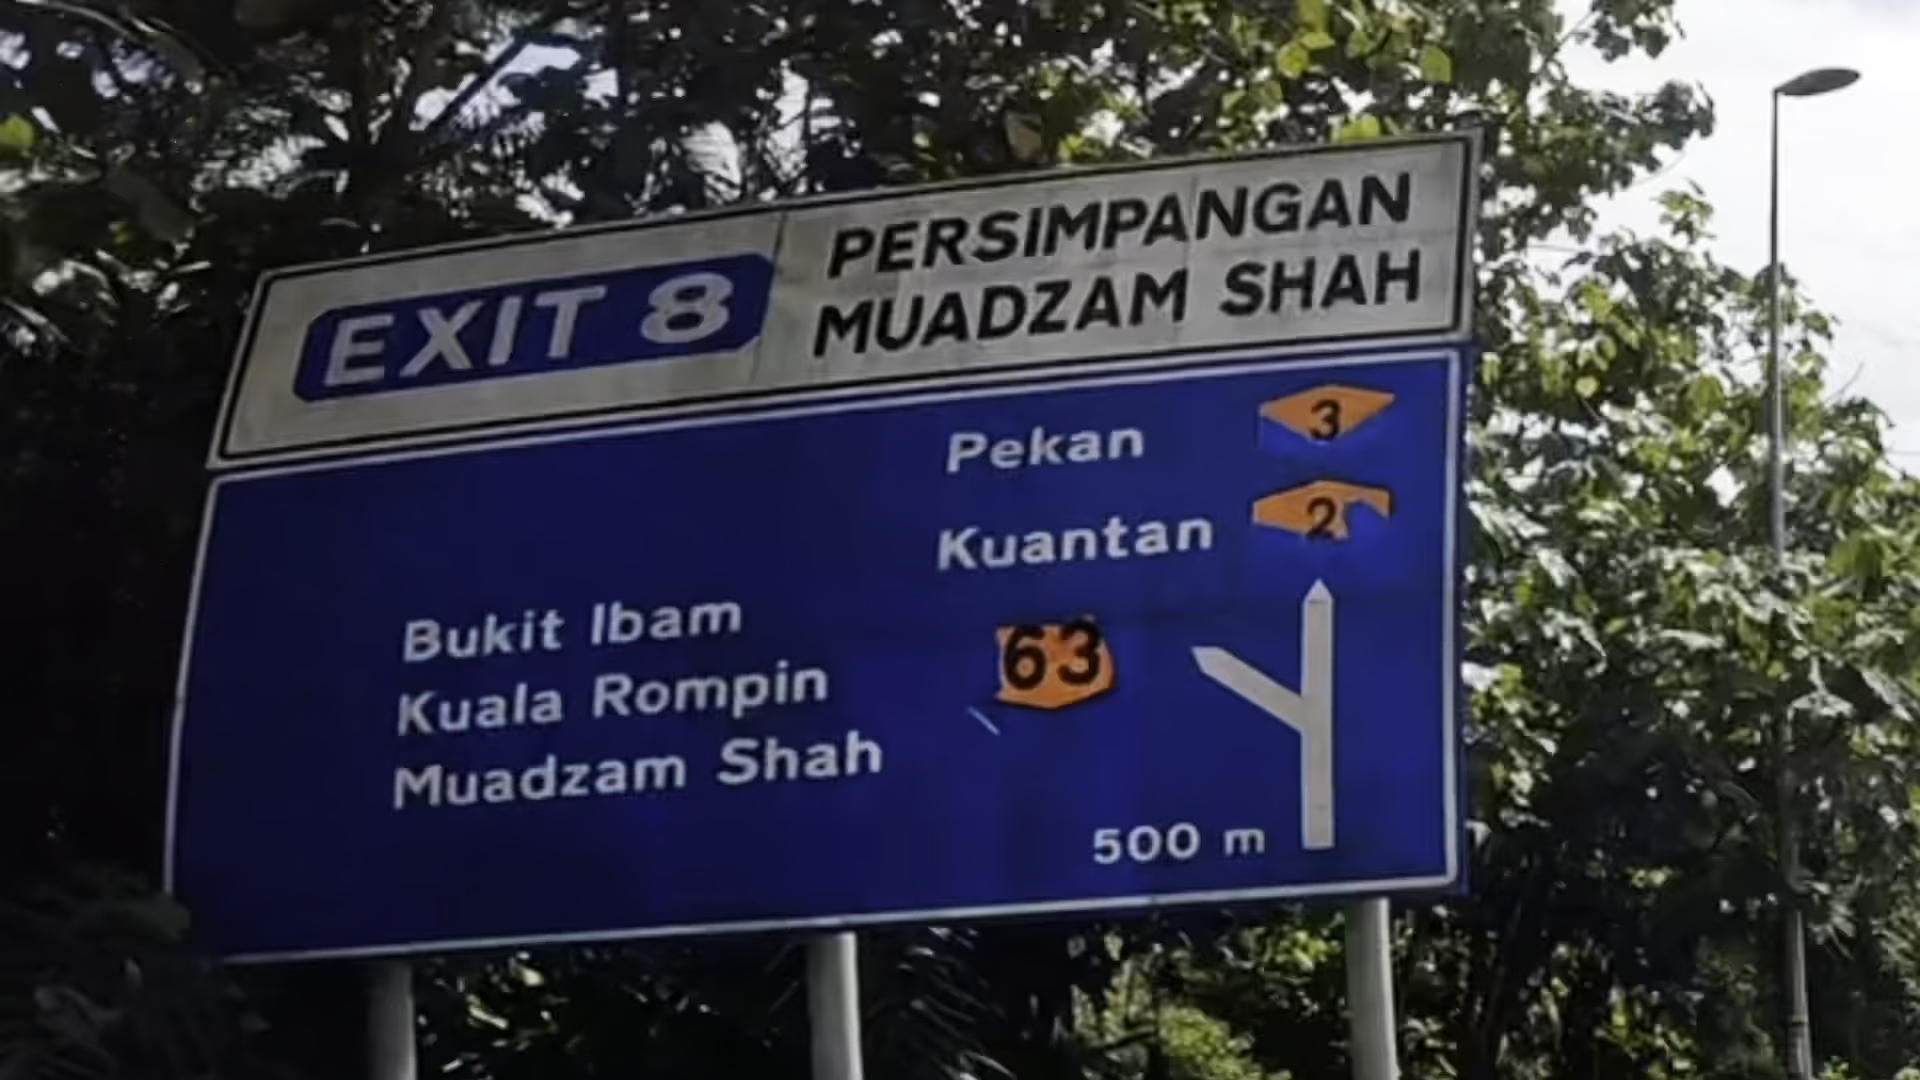 EXIT 8
PERSIMPANGAN
MUADZAM SHAH
Pekan 3
Kuantan 2
Bukit Ibam
Kuala Rompin
Muadzam Shah
63
500 m